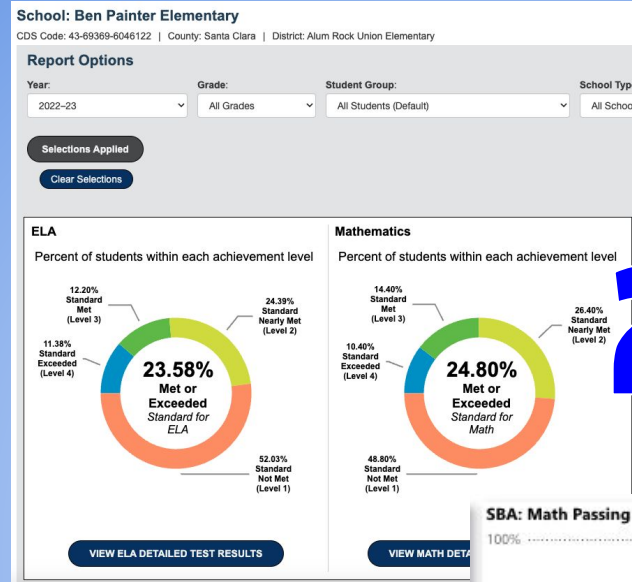 School: Ben Painter Elementary
CDS Code: 43-69369-6046122 | County: Santa Clara | District: Alum Rock Union Elementary
Report Options
Year: Grade: Student Group: School Typ
2022–23 All Grades All Students (Default) All Schoo
Selections Applied
Clear Selections
ELA
Percent of students within each achievement level
12.20%
Standard
Met
(Level 3)
24.39%
Standard
Nearly Met
(Level 2)
11.38%
Standard
Exceeded
(Level 4)
23.58%
Met or
Exceeded
Standard for
ELA
52.03%
Standard
Not Met
(Level 1)
VIEW ELA DETAILED TEST RESULTS
Mathematics
Percent of students within each achievement level
14.40%
Standard
Met
(Level 3)
26.40%
Standard
Nearly Met
(Level 2)
10.40%
Standard
Exceeded
(Level 4)
24.80%
Met or
Exceeded
Standard for
Math
48.80%
Standard
Not Met
(Level 1)
VIEW MATH DETA
SBA: Math Passing
100%